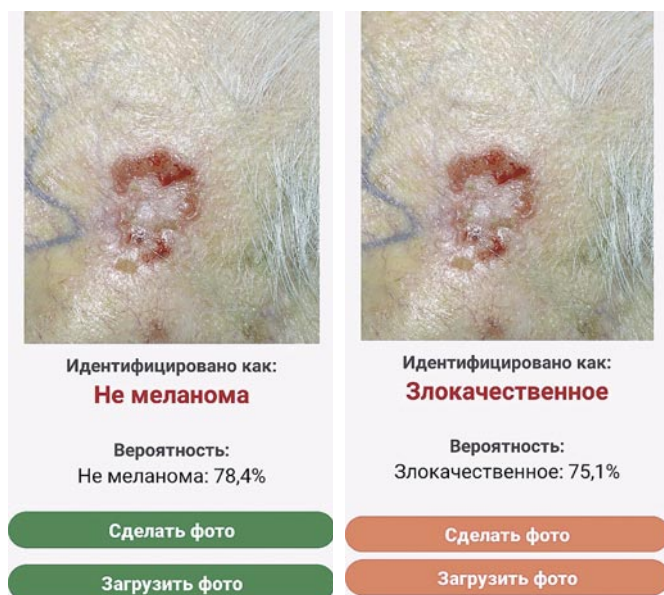 Идентифицировано как:
Не меланома
Вероятность:
Не меланома: 78,4%
Сделать фото
Загрузить фото
Идентифицировано как:
Злокачественное
Вероятность:
Злокачественное: 75,1%
Сделать фото
Загрузить фото